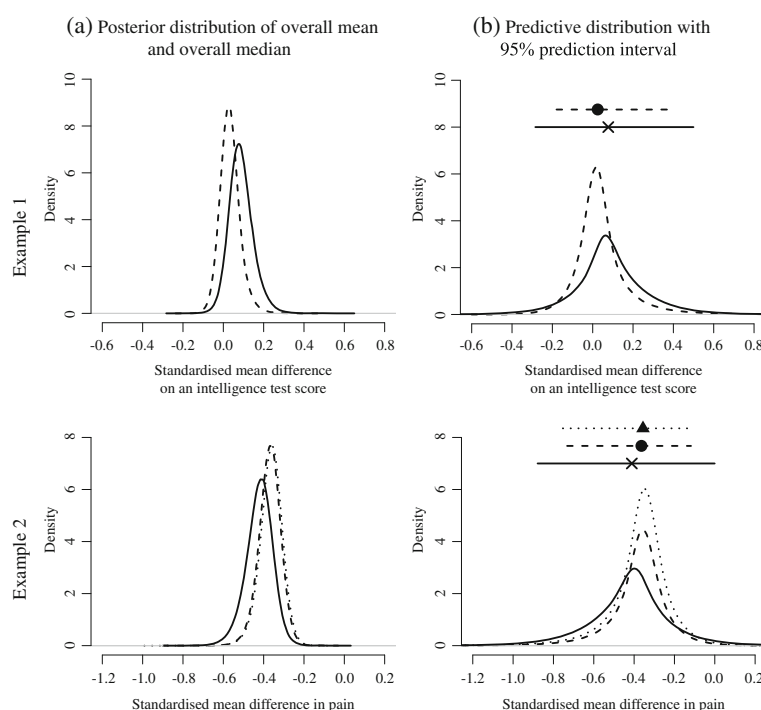 (a) Posterior distribution of overall mean
and overall median
(b) Predictive distribution with
95% prediction interval
Example 1
Density
10
8
6
4
2
0
-0.6 -0.4 -0.2 0.0 0.2 0.4 0.6 0.8
Standardised mean difference
on an intelligence test score
Density
10
8
6
4
2
0
-0.6 -0.4 -0.2 0.0 0.2 0.4 0.6 0.8
Standardised mean difference
on an intelligence test score
Example 2
Density
8
6
4
2
0
-1.2 -1.0 -0.8 -0.6 -0.4 -0.2 0.0 0.2
Standardised mean difference in pain
Density
8
6
4
2
0
-1.2 -1.0 -0.8 -0.6 -0.4 -0.2 0.0 0.2
Standardised mean difference in pain